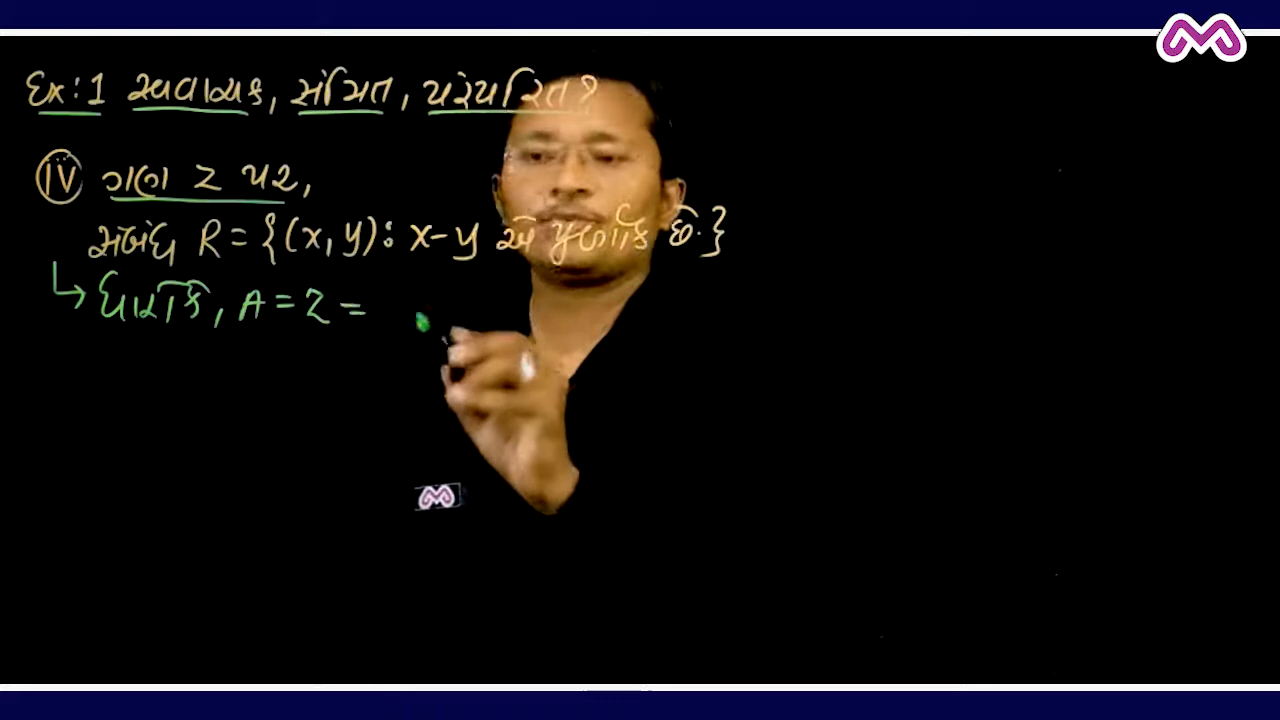 Ex: 1 સ્વવાચક, સંમિત, પરંપરિત ?
(iv) ગણ Z પર,
સંબંધ R = {(x, y) : x-y એ પૂર્ણાંક છે.}
↳ ધારોકે, A = Z =